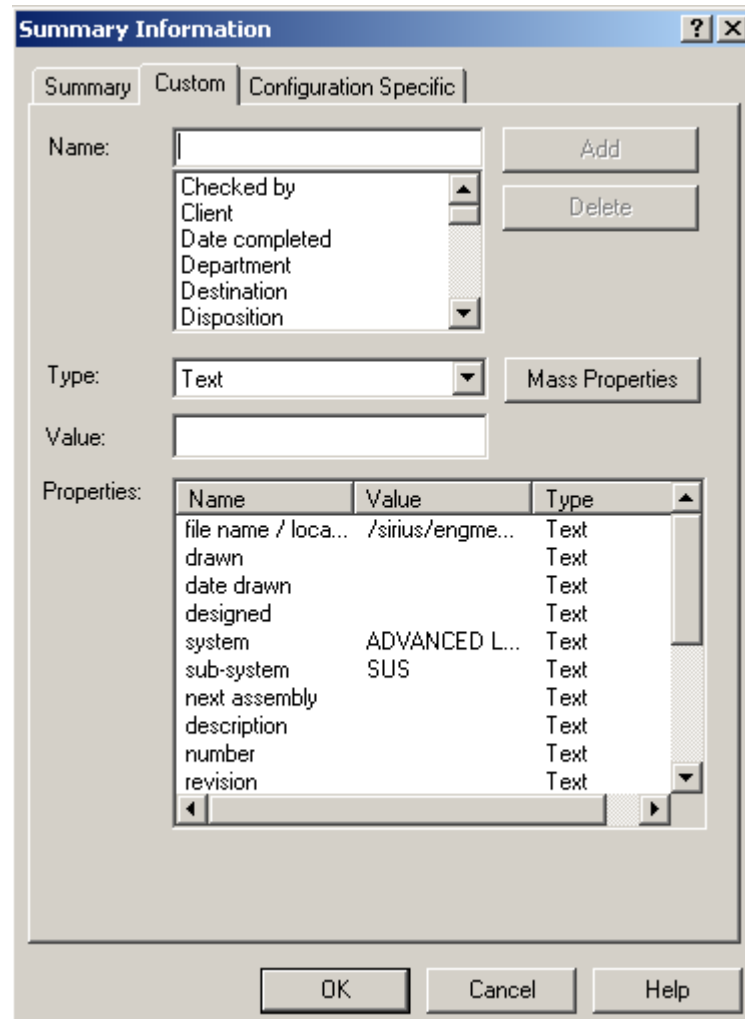 Summary Information
Summary Custom Configuration Specific
Name: Add
Checked by
Client Delete
Date completed
Department
Destination
Disposition
Type: Text Mass Properties
Value:
Properties: Name Value Type
file name / loca... /sirius/engme... Text
drawn Text
date drawn Text
designed Text
system ADVANCED L... Text
sub-system SUS Text
next assembly Text
description Text
number Text
revision Text
OK Cancel Help